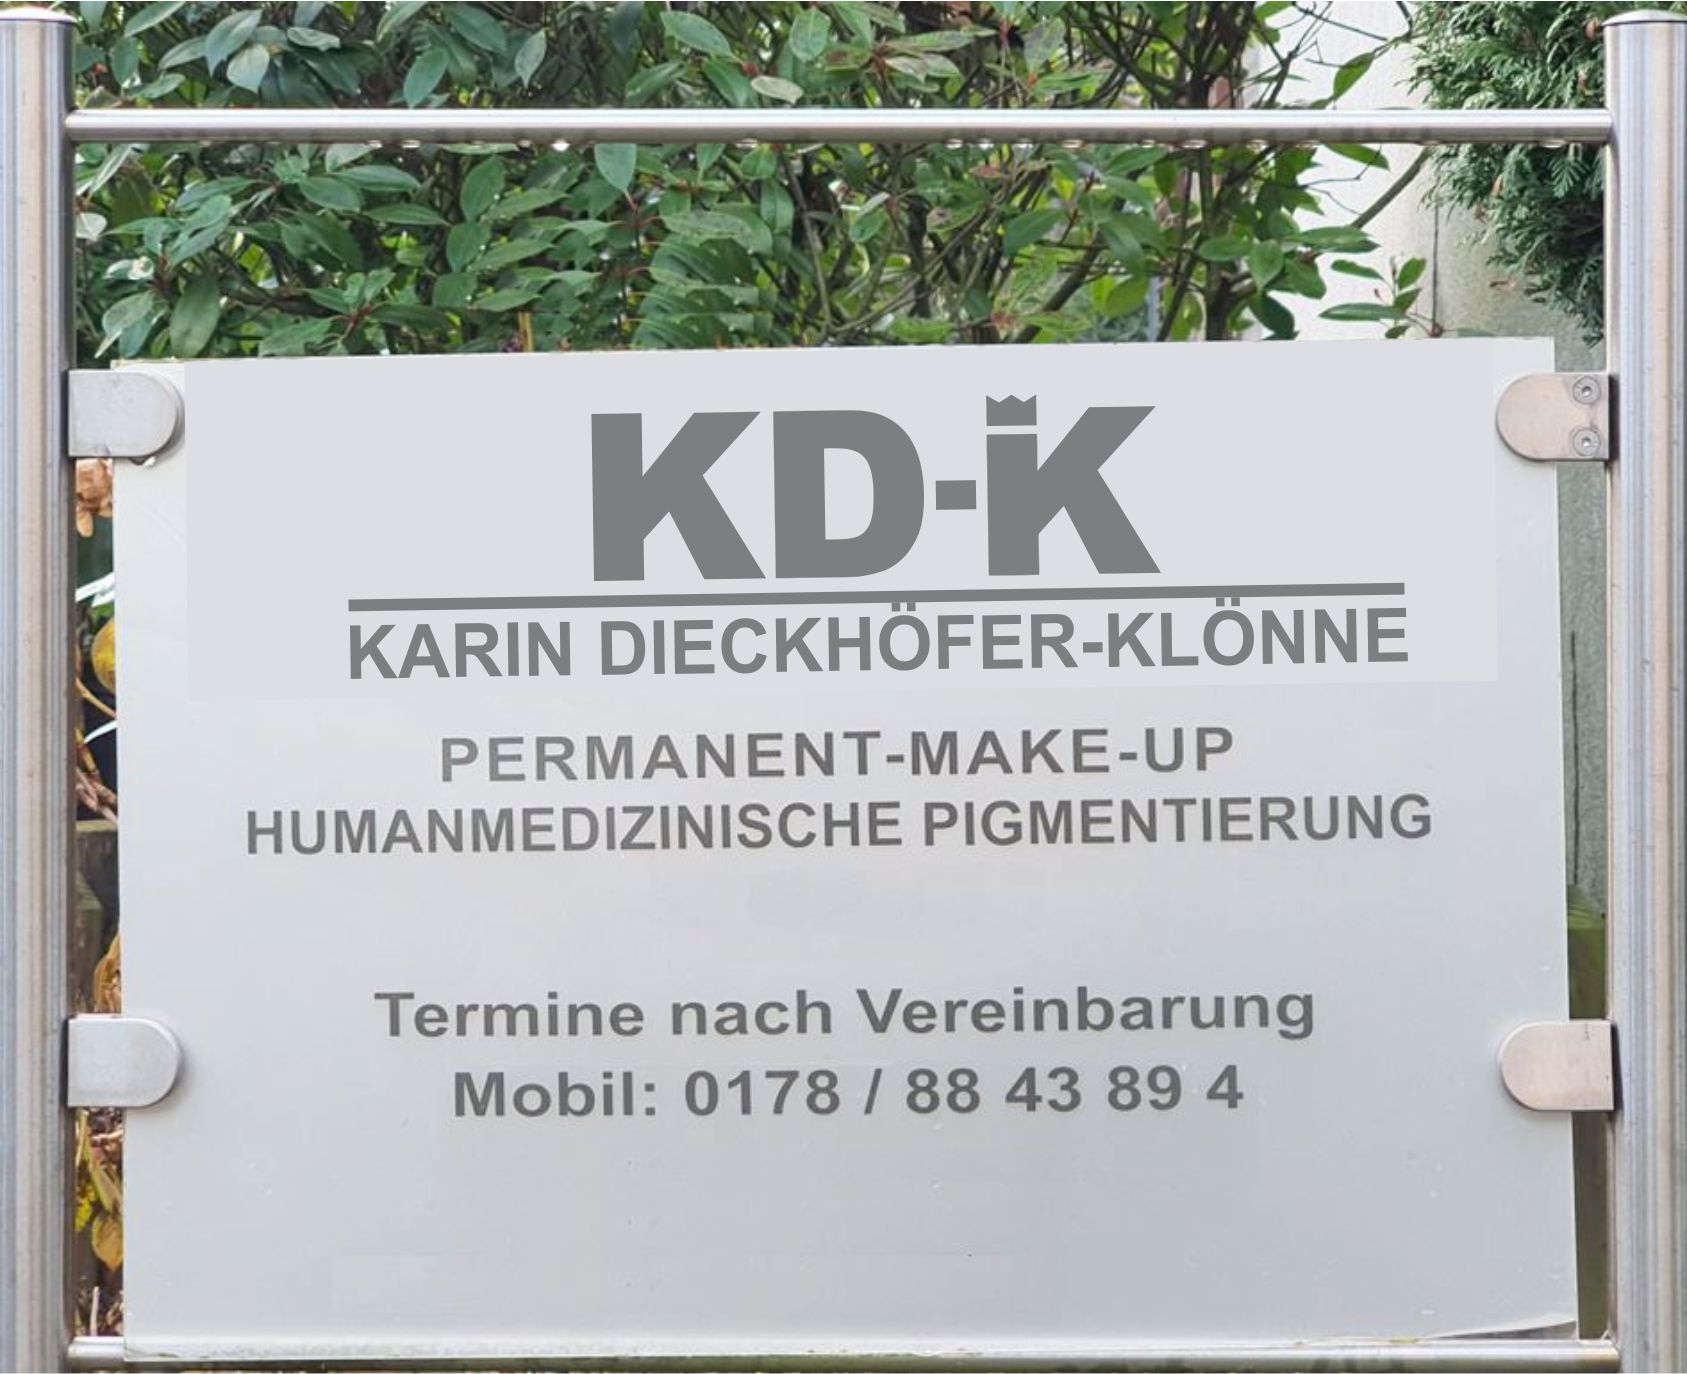 KD-K
KARIN DIECKHÖFER-KLÖNNE
PERMANENT-MAKE-UP
HUMANMEDIZINISCHE PIGMENTIERUNG
Termine nach Vereinbarung
Mobil: 0178 / 88 43 89 4